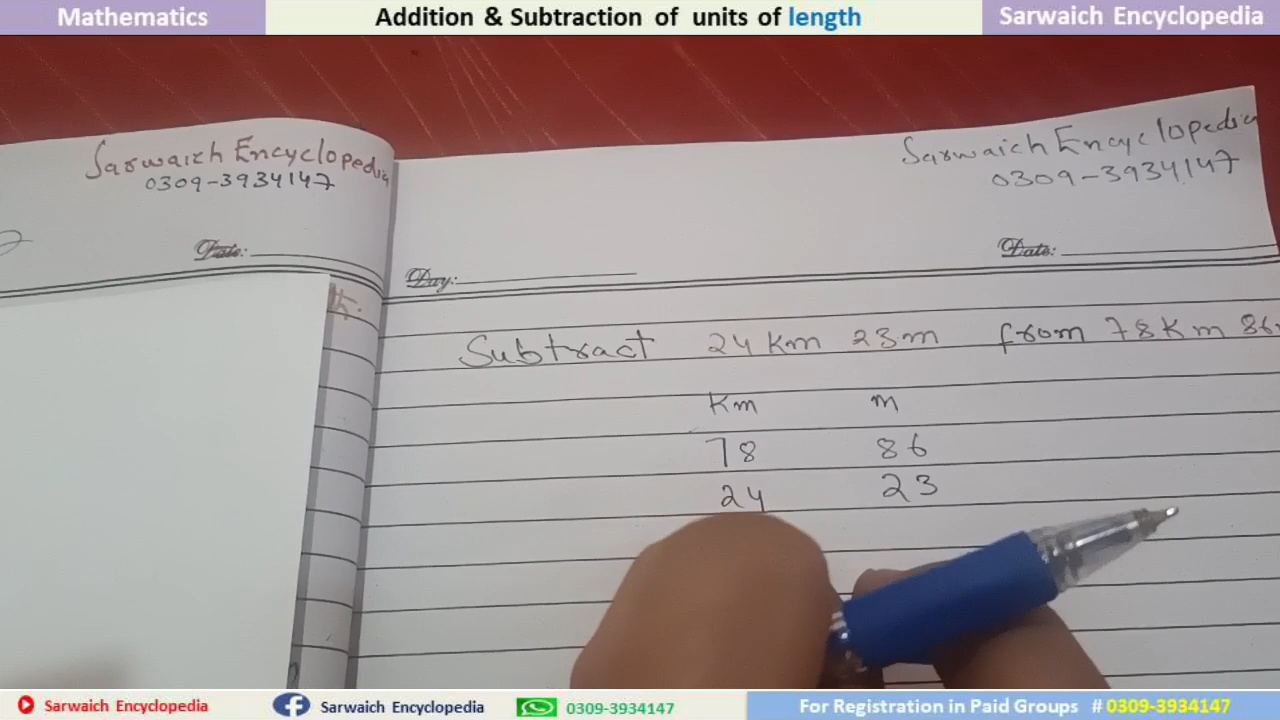 Mathematics
Addition & Subtraction of units of length
Sarwaich Encyclopedia
Sarwaich Encyclopedia
0309-3934147
Date:
Sarwaich Encyclopedia
0309-3934147
Day:
Date:
Subtract 24 Km 23m from 78Km 86
Km m
78 86
24 23
Sarwaich Encyclopedia
Sarwaich Encyclopedia
0309-3934147
For Registration in Paid Groups # 0309-3934147